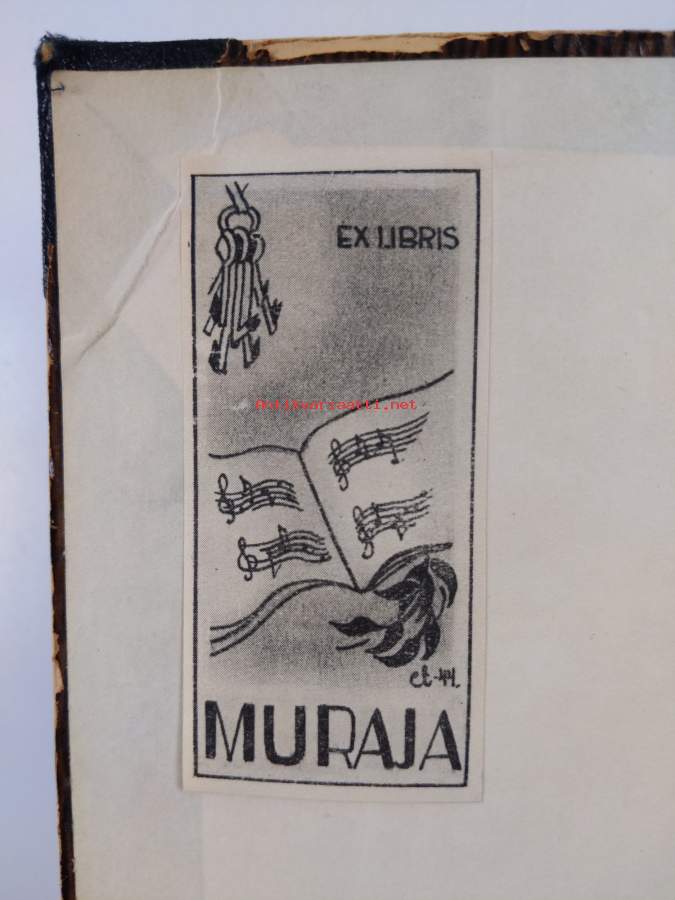 EX LIBRIS
Antikvariaatti.net
et-44.
MURAJA